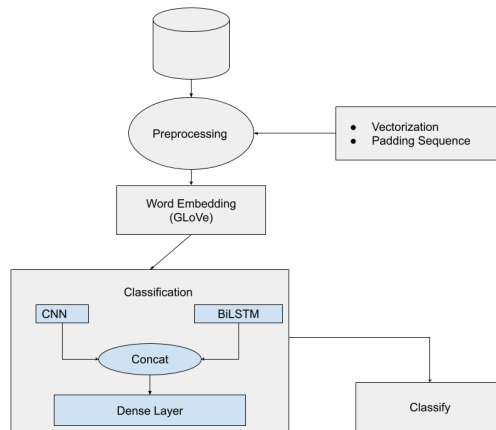 Preprocessing
● Vectorization
● Padding Sequence
Word Embedding
(GLoVe)
Classification
CNN
BiLSTM
Concat
Dense Layer
Classify